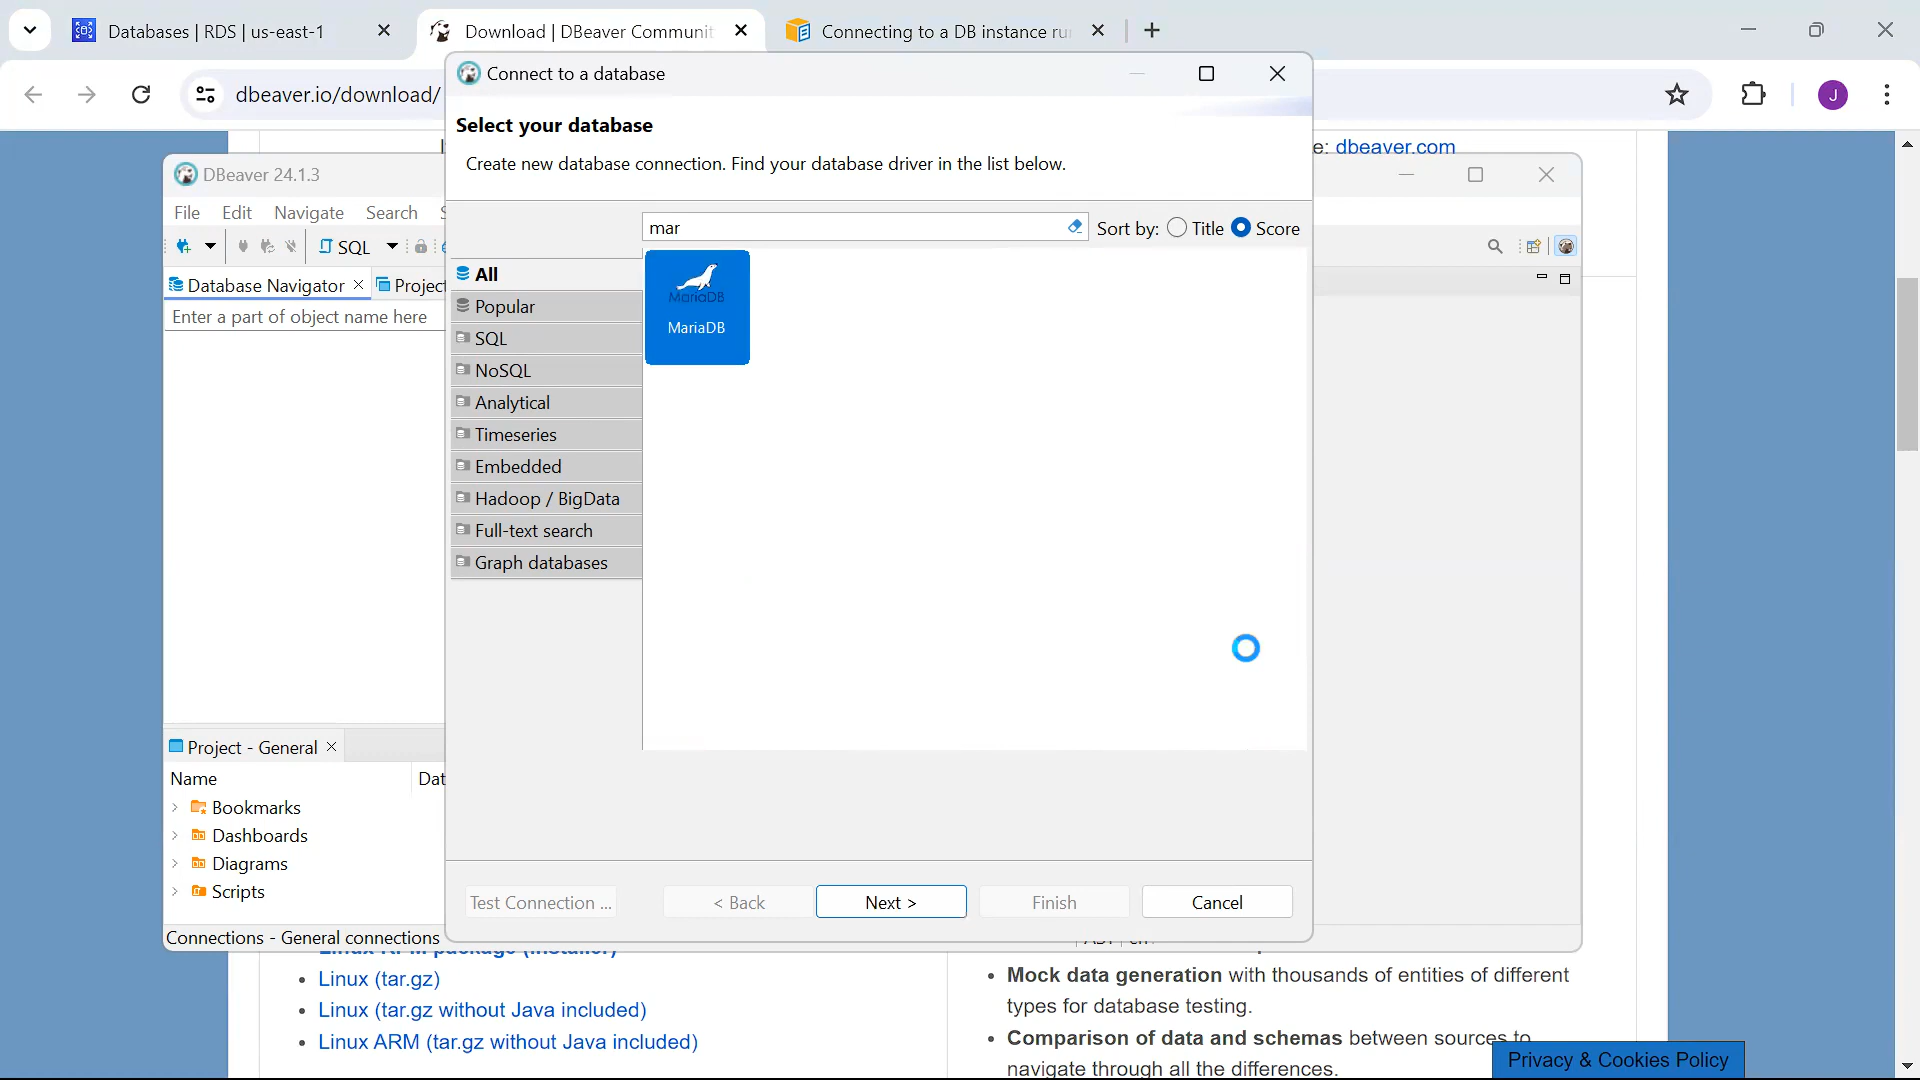 Databases | RDS | us-east-1
Download | DBeaver Communit
Connecting to a DB instance ru
dbeaver.io/download/
J
Connect to a database
Select your database
Create new database connection. Find your database driver in the list below.
e: dbeaver.com
DBeaver 24.1.3
File Edit Navigate Search
SQL
Database Navigator
Project
Enter a part of object name here
mar
Sort by: Title Score
All
Popular
SQL
NoSQL
Analytical
Timeseries
Embedded
Hadoop / BigData
Full-text search
Graph databases
MariaDB
MariaDB
Project - General
Name
Dat
Bookmarks
Dashboards
Diagrams
Scripts
Test Connection ...
< Back
Next >
Finish
Cancel
Connections - General connections
Linux RPM package (installer)
Linux (tar.gz)
Linux (tar.gz without Java included)
Linux ARM (tar.gz without Java included)
Mock data generation with thousands of entities of different
types for database testing.
Comparison of data and schemas between sources to
navigate through all the differences.
Privacy & Cookies Policy